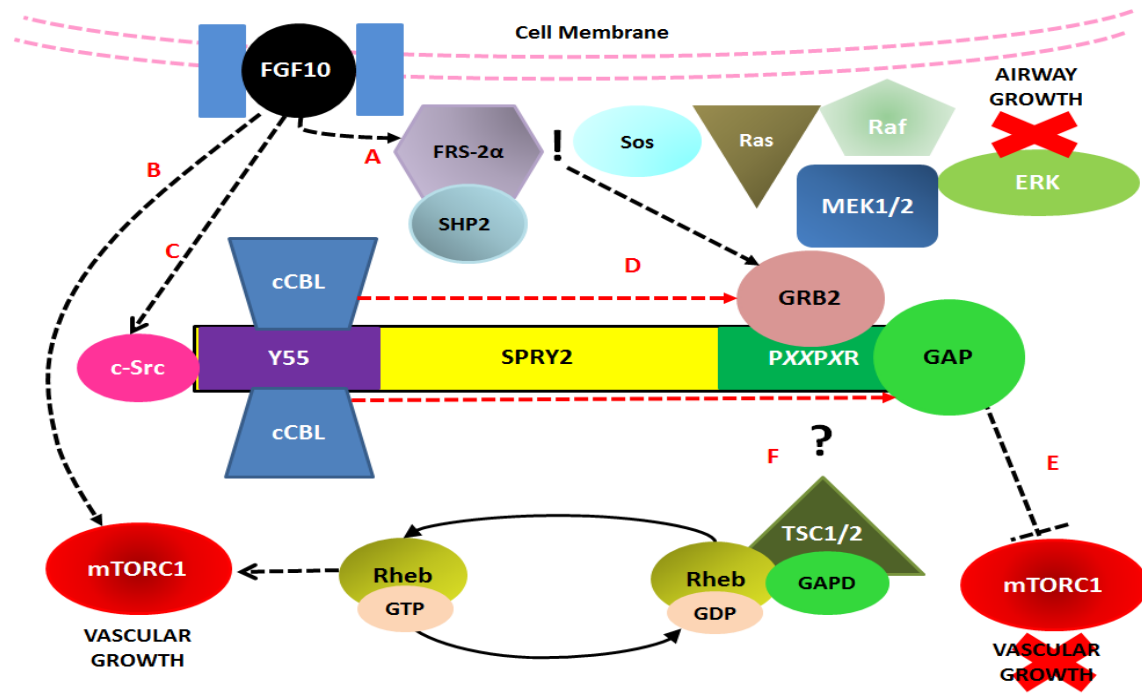 Cell Membrane
FGF10
AIRWAY
GROWTH
A
FRS-2α
!
Sos
Ras
Raf
B
SHP2
MEK1/2
ERK
C
cCBL
D
GRB2
c-Src
Y55
SPRY2
PXXPXR
GAP
cCBL
?
F
E
mTORC1
Rheb
GTP
Rheb
GDP
TSC1/2
GAPD
mTORC1
VASCULAR
GROWTH
VASCULAR
GROWTH